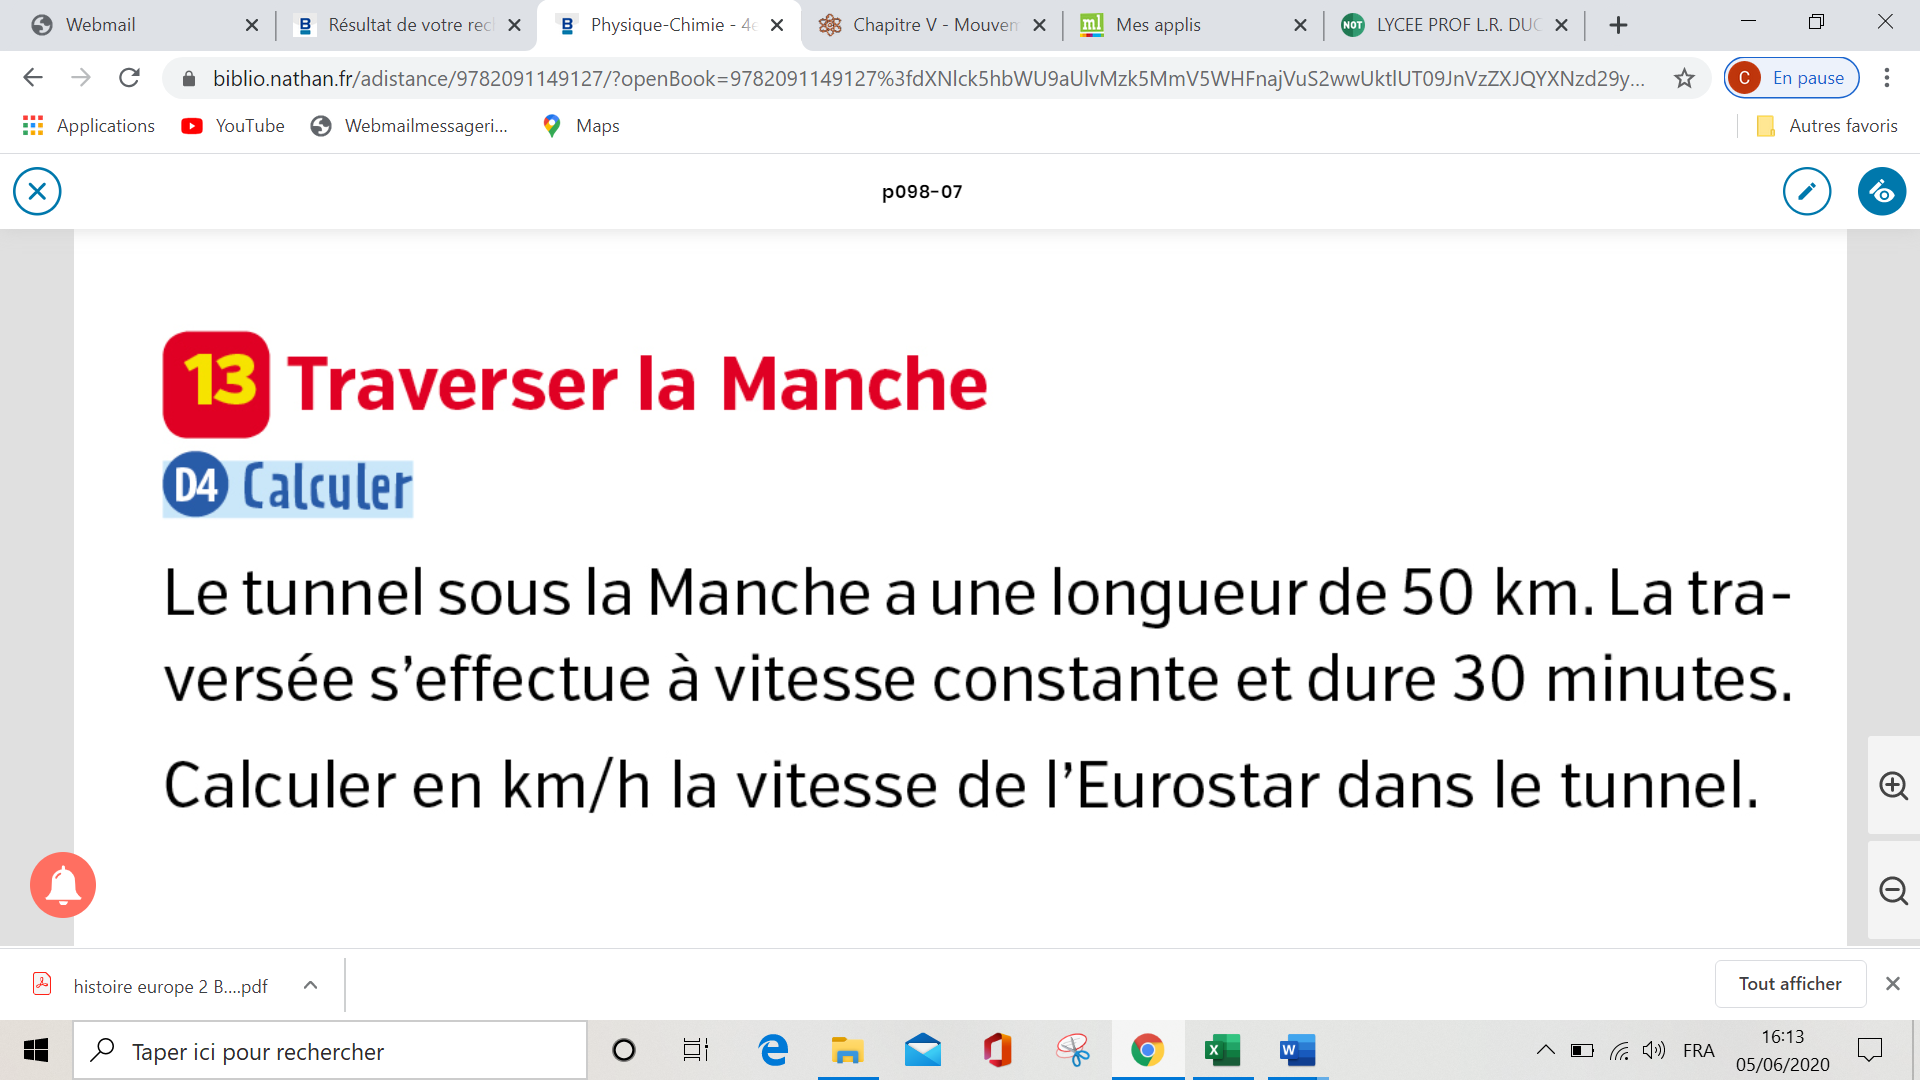 Webmail
Résultat de votre rec
Physique-Chimie - 4e
Chapitre V - Mouvem
Mes applis
LYCEE PROF L.R. DUC
biblio.nathan.fr/adistance/9782091149127/?openBook=9782091149127%3fdXNlck5hbWU9aUlvMzk5MmV5WHFnajVuS2wwUktlUT09JnVzZXJQYXNzd29y...
C En pause
Applications
YouTube
Webmailmessageri...
Maps
Autres favoris
p098-07
13 Traverser la Manche
D4 Calculer
Le tunnel sous la Manche a une longueur de 50 km. La tra-
versée s’effectue à vitesse constante et dure 30 minutes.
Calculer en km/h la vitesse de l’Eurostar dans le tunnel.
histoire europe 2 B....pdf
Tout afficher
Taper ici pour rechercher
FRA
16:13
05/06/2020